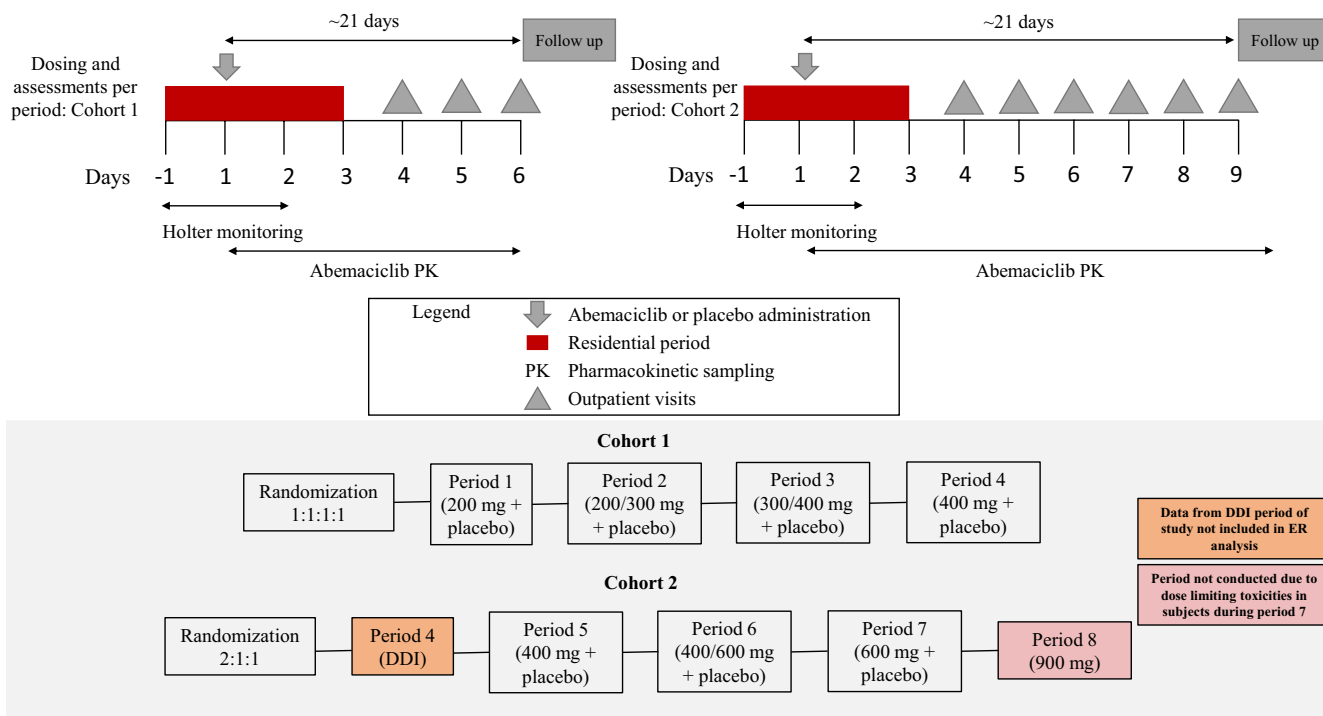 ~21 days
Follow up
Dosing and
assessments per
period: Cohort 1
Days
-1 1 2 3 4 5 6
Holter monitoring
Abemaciclib PK
~21 days
Follow up
Dosing and
assessments per
period: Cohort 2
Days
-1 1 2 3 4 5 6 7 8 9
Holter monitoring
Abemaciclib PK
Legend
Abemaciclib or placebo administration
Residential period
PK Pharmacokinetic sampling
Outpatient visits
Cohort 1
Randomization
1:1:1:1
Period 1
(200 mg +
placebo)
Period 2
(200/300 mg
+ placebo)
Period 3
(300/400 mg
+ placebo)
Period 4
(400 mg +
placebo)
Data from DDI period of
study not included in ER
analysis
Period not conducted due to
dose limiting toxicities in
subjects during period 7
Cohort 2
Randomization
2:1:1
Period 4
(DDI)
Period 5
(400 mg +
placebo)
Period 6
(400/600 mg
+ placebo)
Period 7
(600 mg +
placebo)
Period 8
(900 mg)